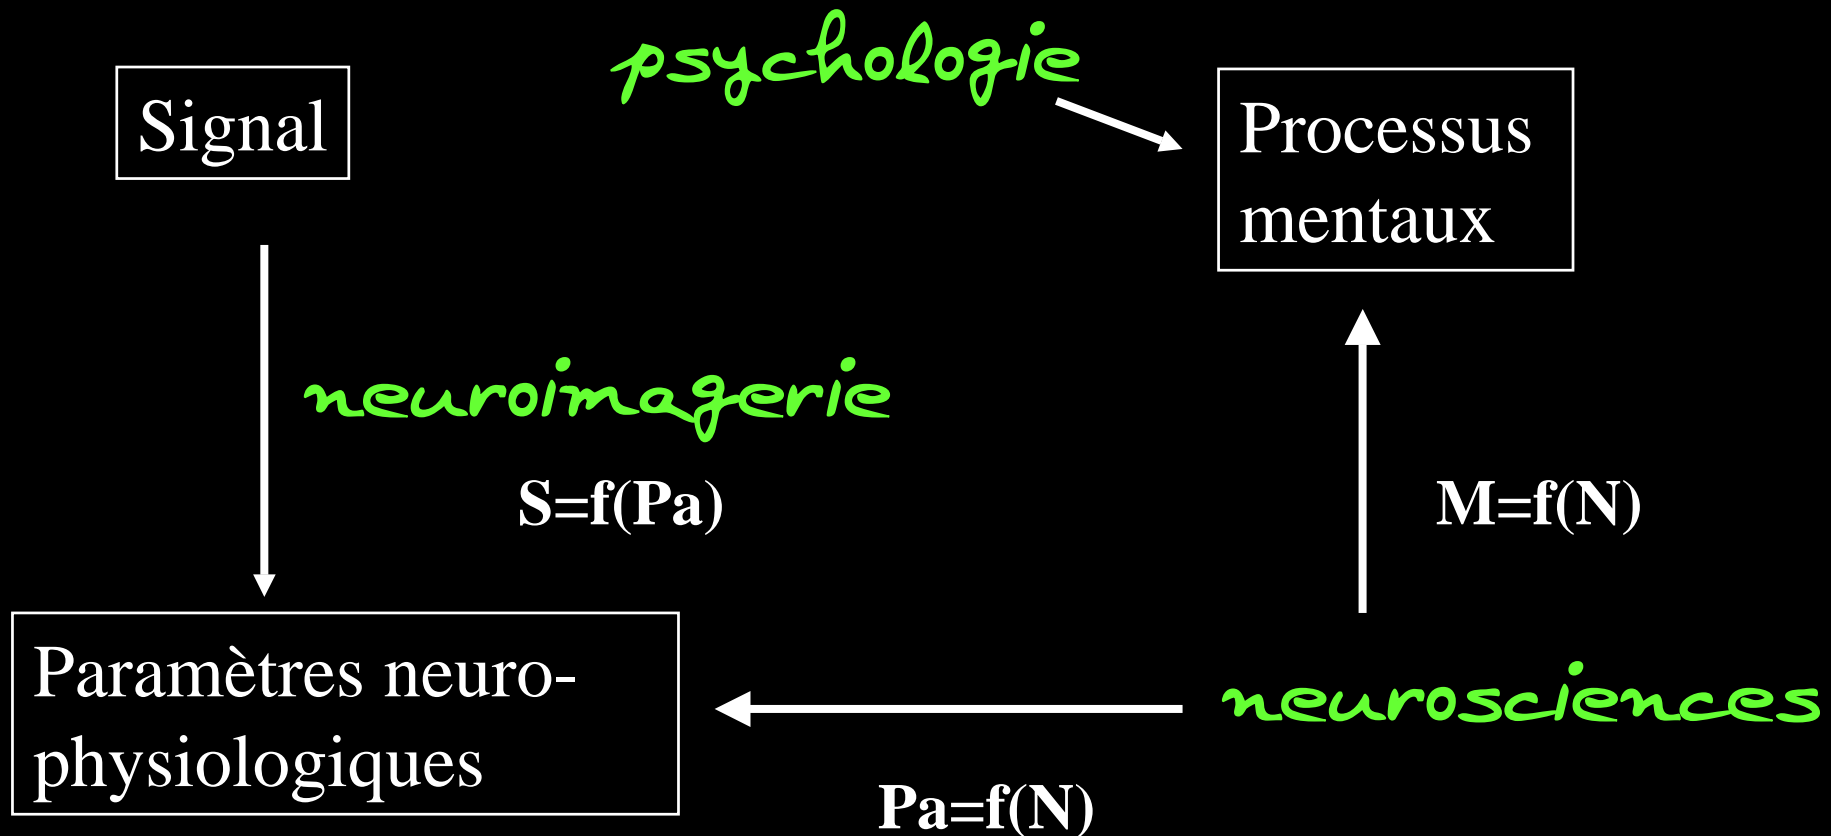 psychologie
Signal
Processus
mentaux
neuroimagerie
S=f(Pa)
M=f(N)
Paramètres neuro-
physiologiques
neurosciences
Pa=f(N)